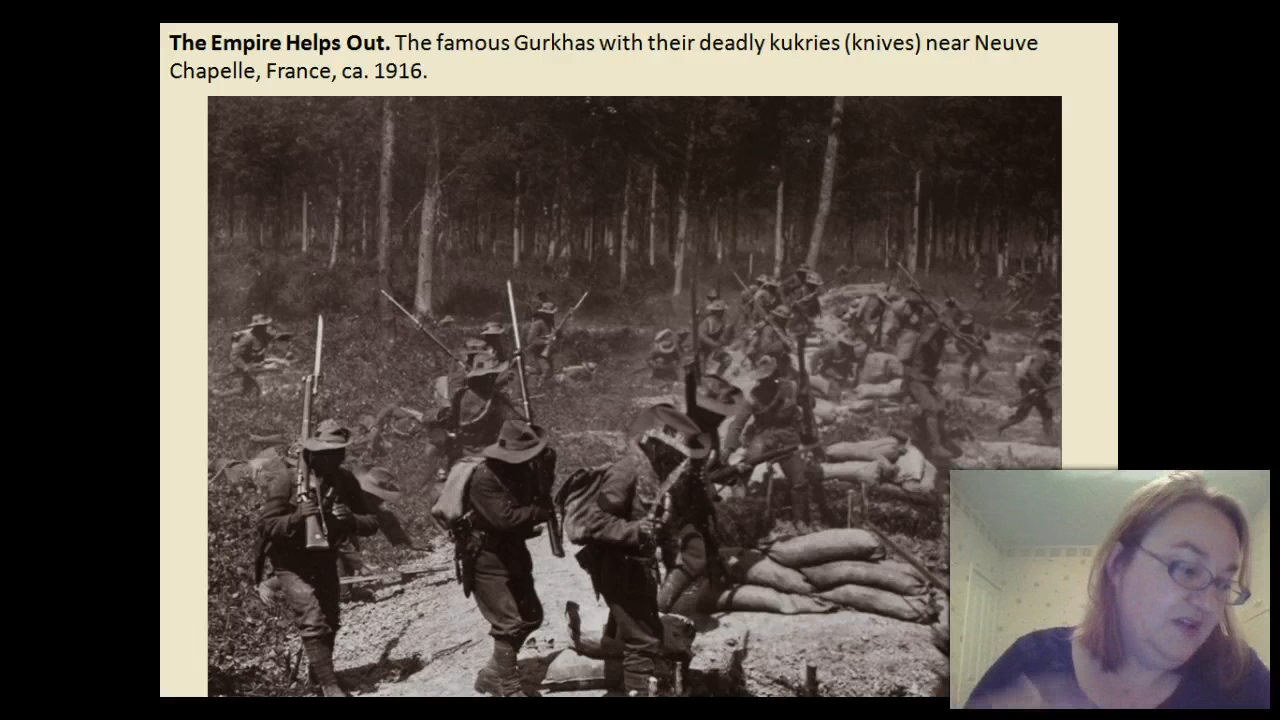 The Empire Helps Out. The famous Gurkhas with their deadly kukries (knives) near Neuve
Chapelle, France, ca. 1916.